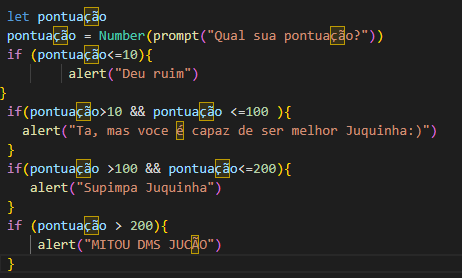 let pontuação
pontuação = Number(prompt("Qual sua pontuação?"))
if (pontuação<=10){
alert("Deu ruim")
}
if(pontuação>10 && pontuação <=100 ){
alert("Ta, mas voce é capaz de ser melhor Juquinha:)")
}
if(pontuação >100 && pontuação<=200){
alert("Supimpa Juquinha")
}
if (pontuação > 200){
alert("MITOU DMS JUCÃO")
}